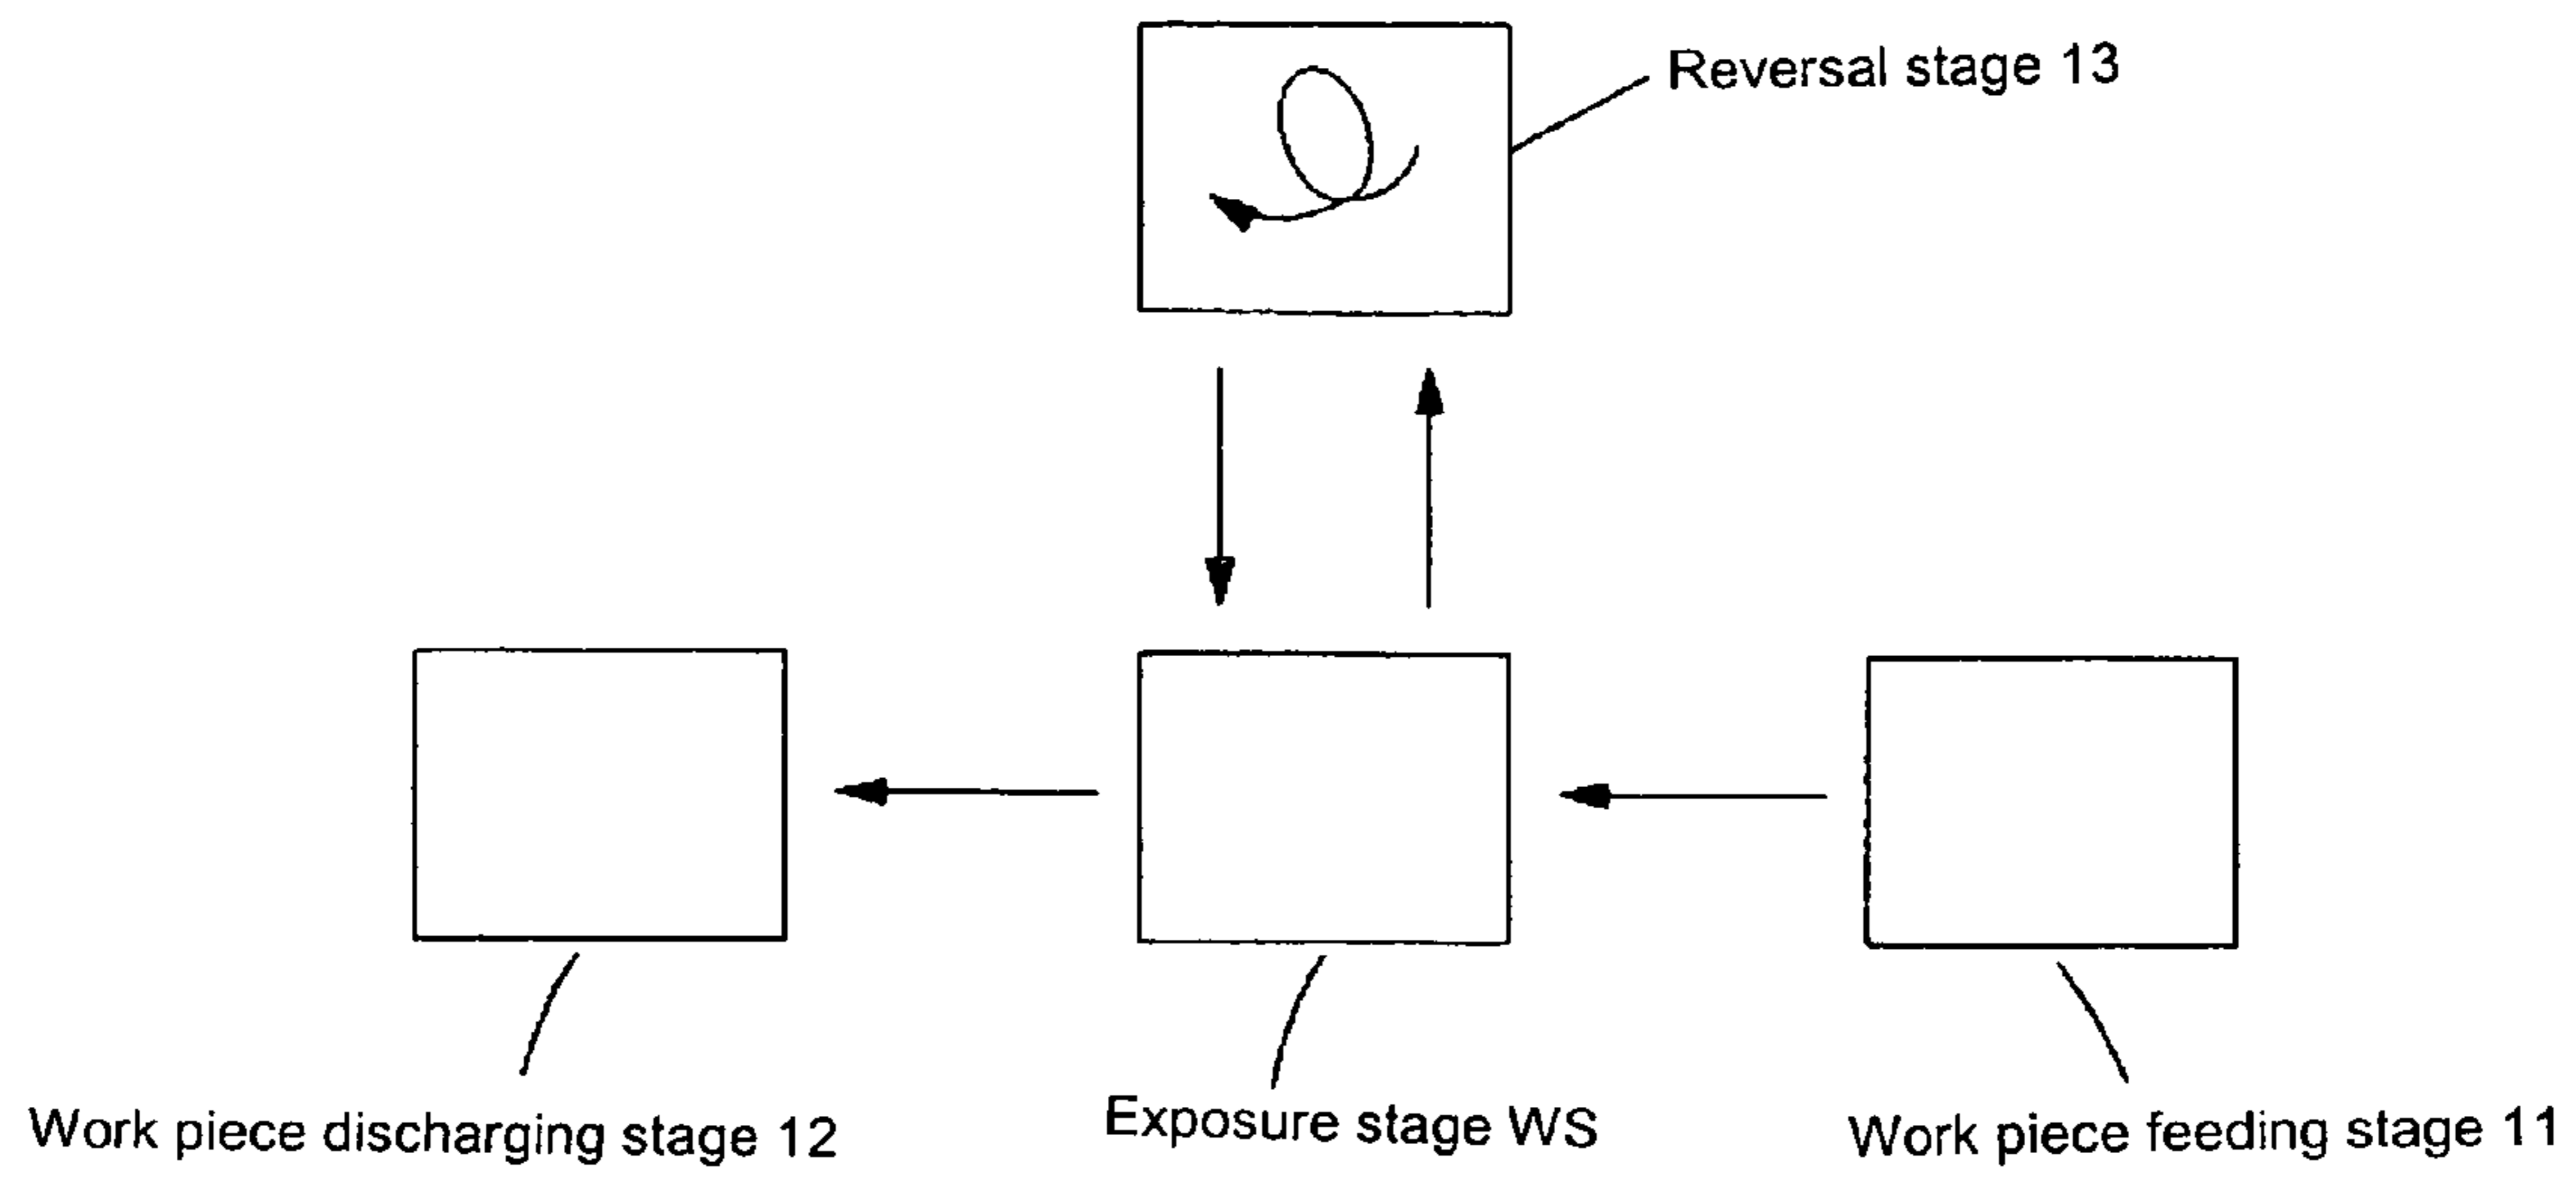 Reversal stage 13
Work piece discharging stage 12
Exposure stage WS
Work piece feeding stage 11